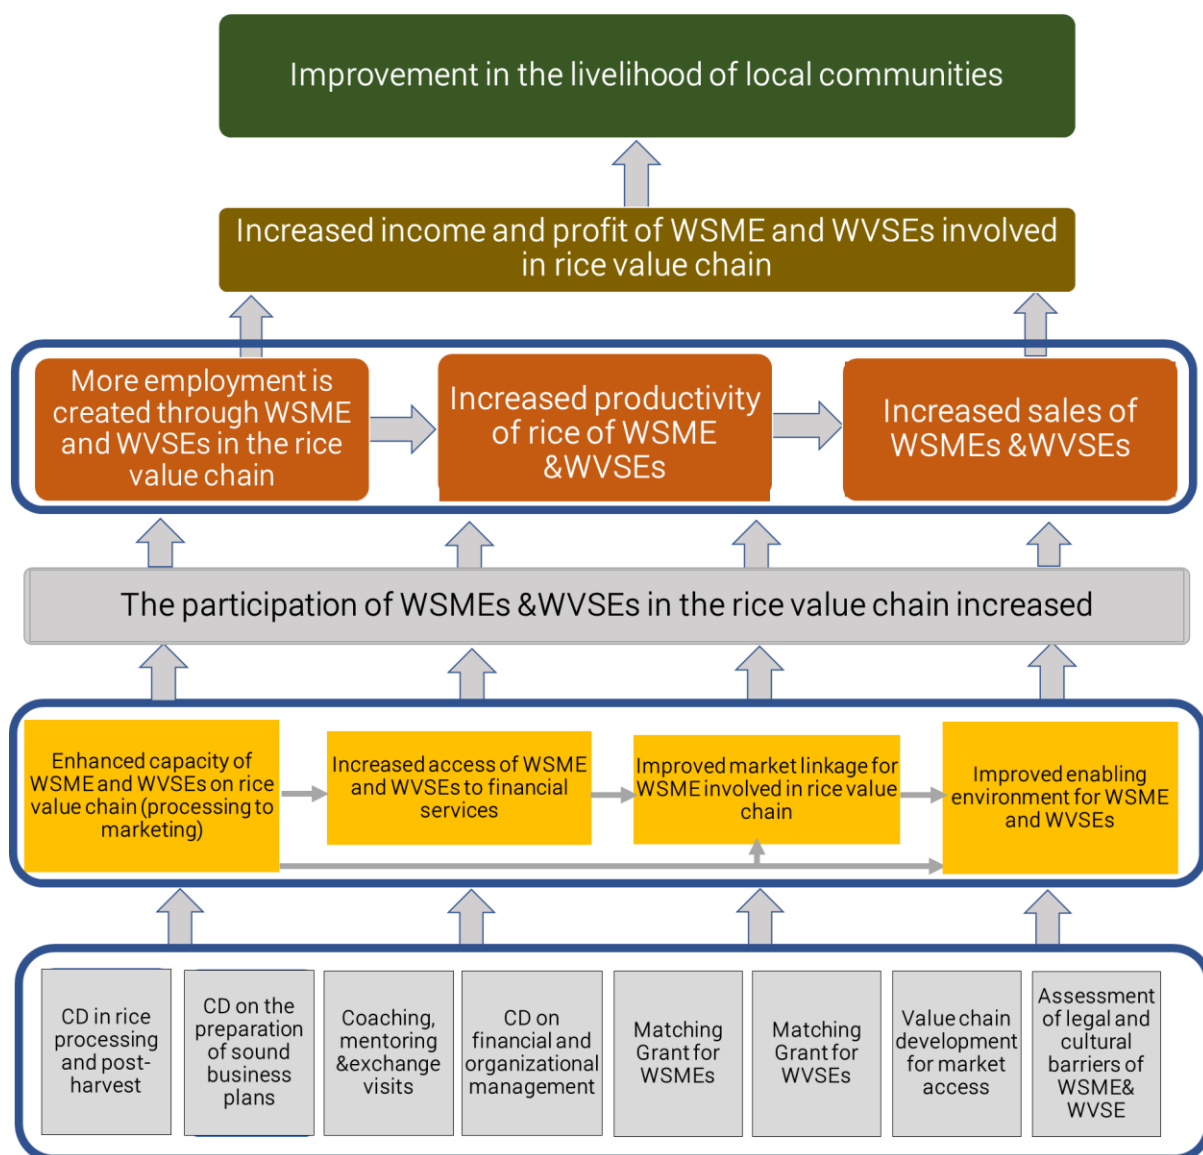 Improvement in the livelihood of local communities
Increased income and profit of WSME and WVSEs involved
in rice value chain
More employment is
created through WSME
and WVSEs in the rice
value chain
Increased productivity
of rice of WSME
&WVSEs
Increased sales of
WSMEs &WVSEs
The participation of WSMEs &WVSEs in the rice value chain increased
Enhanced capacity of
WSME and WVSEs on rice
value chain (processing to
marketing)
Increased access of WSME
and WVSEs to financial
services
Improved market linkage for
WSME involved in rice value
chain
Improved enabling
environment for WSME
and WVSEs
CD in rice
processing
and post-
harvest
CD on the
preparation
of sound
business
plans
Coaching,
mentoring
&exchange
visits
CD on
financial and
organizational
management
Matching
Grant for
WSMEs
Matching
Grant for
WVSEs
Value chain
development
for market
access
Assessment
of legal and
cultural
barriers of
WSME&
WVSE